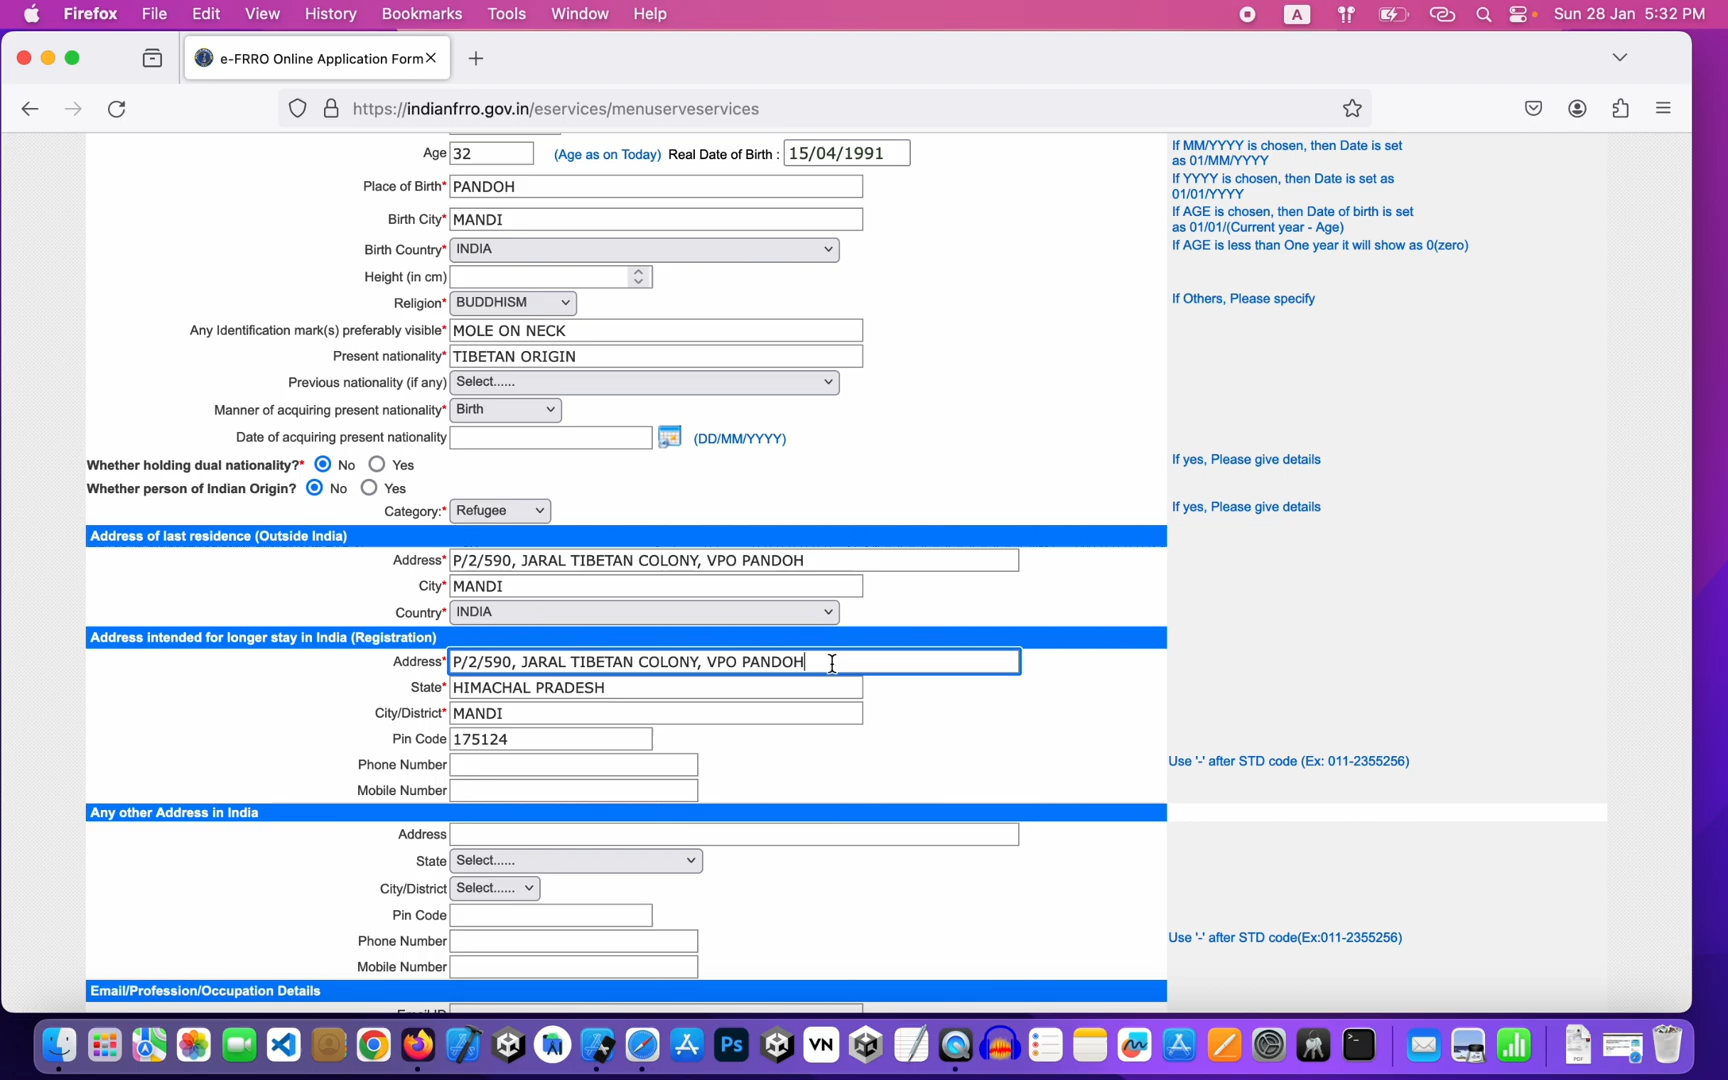 Firefox File Edit View History Bookmarks Tools Window Help A Sun 28 Jan 5:32 PM
e-FRRO Online Application Form
https://indianfrro.gov.in/eservices/menuserveservices
Age 32 (Age as on Today) Real Date of Birth : 15/04/1991
If MM/YYYY is chosen, then Date is set
as 01/MM/YYYY
Place of Birth* PANDOH
If YYYY is chosen, then Date is set as
01/01/YYYY
Birth City* MANDI
If AGE is chosen, then Date of birth is set
as 01/01/(Current year - Age)
Birth Country* INDIA
If AGE is less than One year it will show as 0(zero)
Height (in cm)
Religion* BUDDHISM
If Others, Please specify
Any Identification mark(s) preferably visible* MOLE ON NECK
Present nationality* TIBETAN ORIGIN
Previous nationality (if any) Select......
Manner of acquiring present nationality* Birth
Date of acquiring present nationality (DD/MM/YYYY)
Whether holding dual nationality?* No Yes
If yes, Please give details
Whether person of Indian Origin? No Yes
Category:* Refugee
If yes, Please give details
Address of last residence (Outside India)
Address* P/2/590, JARAL TIBETAN COLONY, VPO PANDOH
City* MANDI
Country* INDIA
Address intended for longer stay in India (Registration)
Address* P/2/590, JARAL TIBETAN COLONY, VPO PANDOH
State* HIMACHAL PRADESH
City/District* MANDI
Pin Code 175124
Phone Number
Use '-' after STD code (Ex: 011-2355256)
Mobile Number
Any other Address in India
Address
State Select......
City/District Select......
Pin Code
Phone Number
Use '-' after STD code(Ex:011-2355256)
Mobile Number
Email/Profession/Occupation Details
Email ID
Ps
VN
PDF